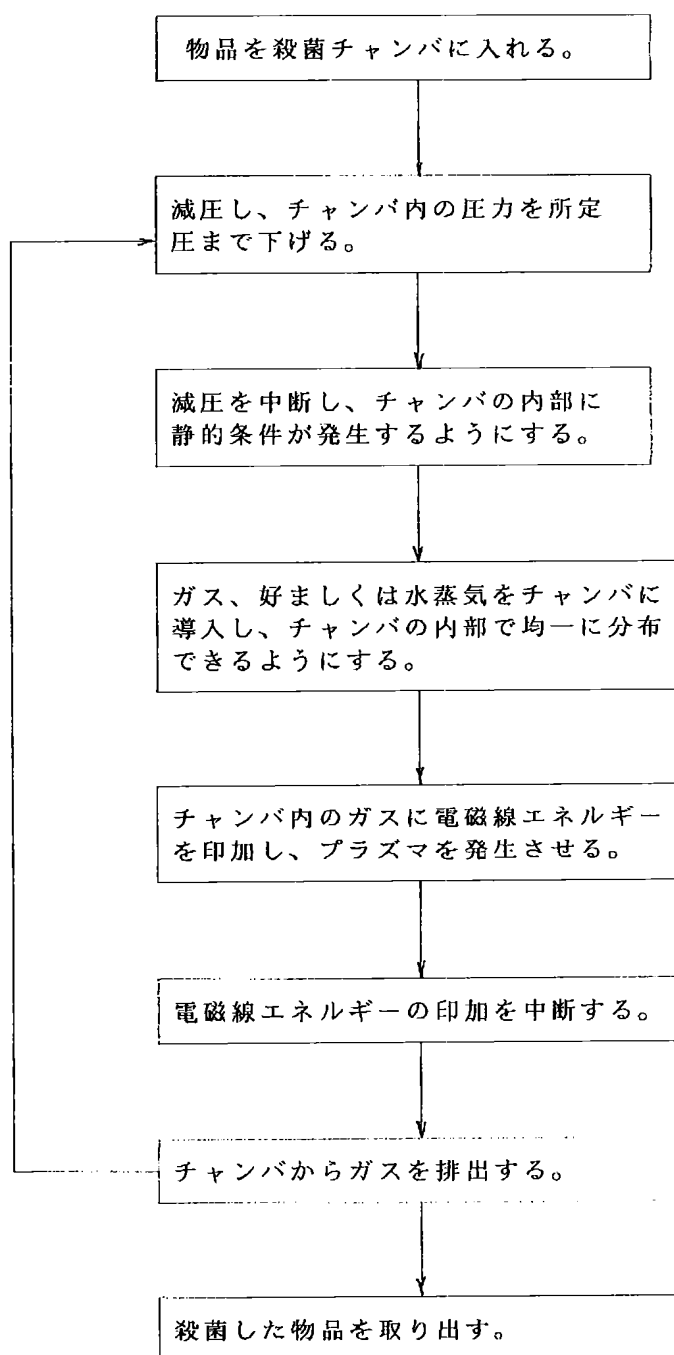 物品を殺菌チャンバに入れる。
減圧し、チャンバ内の圧力を所定
圧まで下げる。
減圧を中断し、チャンバの内部に
静的条件が発生するようにする。
ガス、好ましくは水蒸気をチャンバに
導入し、チャンバの内部で均一に分布
できるようにする。
チャンバ内のガスに電磁線エネルギー
を印加し、プラズマを発生させる。
電磁線エネルギーの印加を中断する。
チャンバからガスを排出する。
殺菌した物品を取り出す。